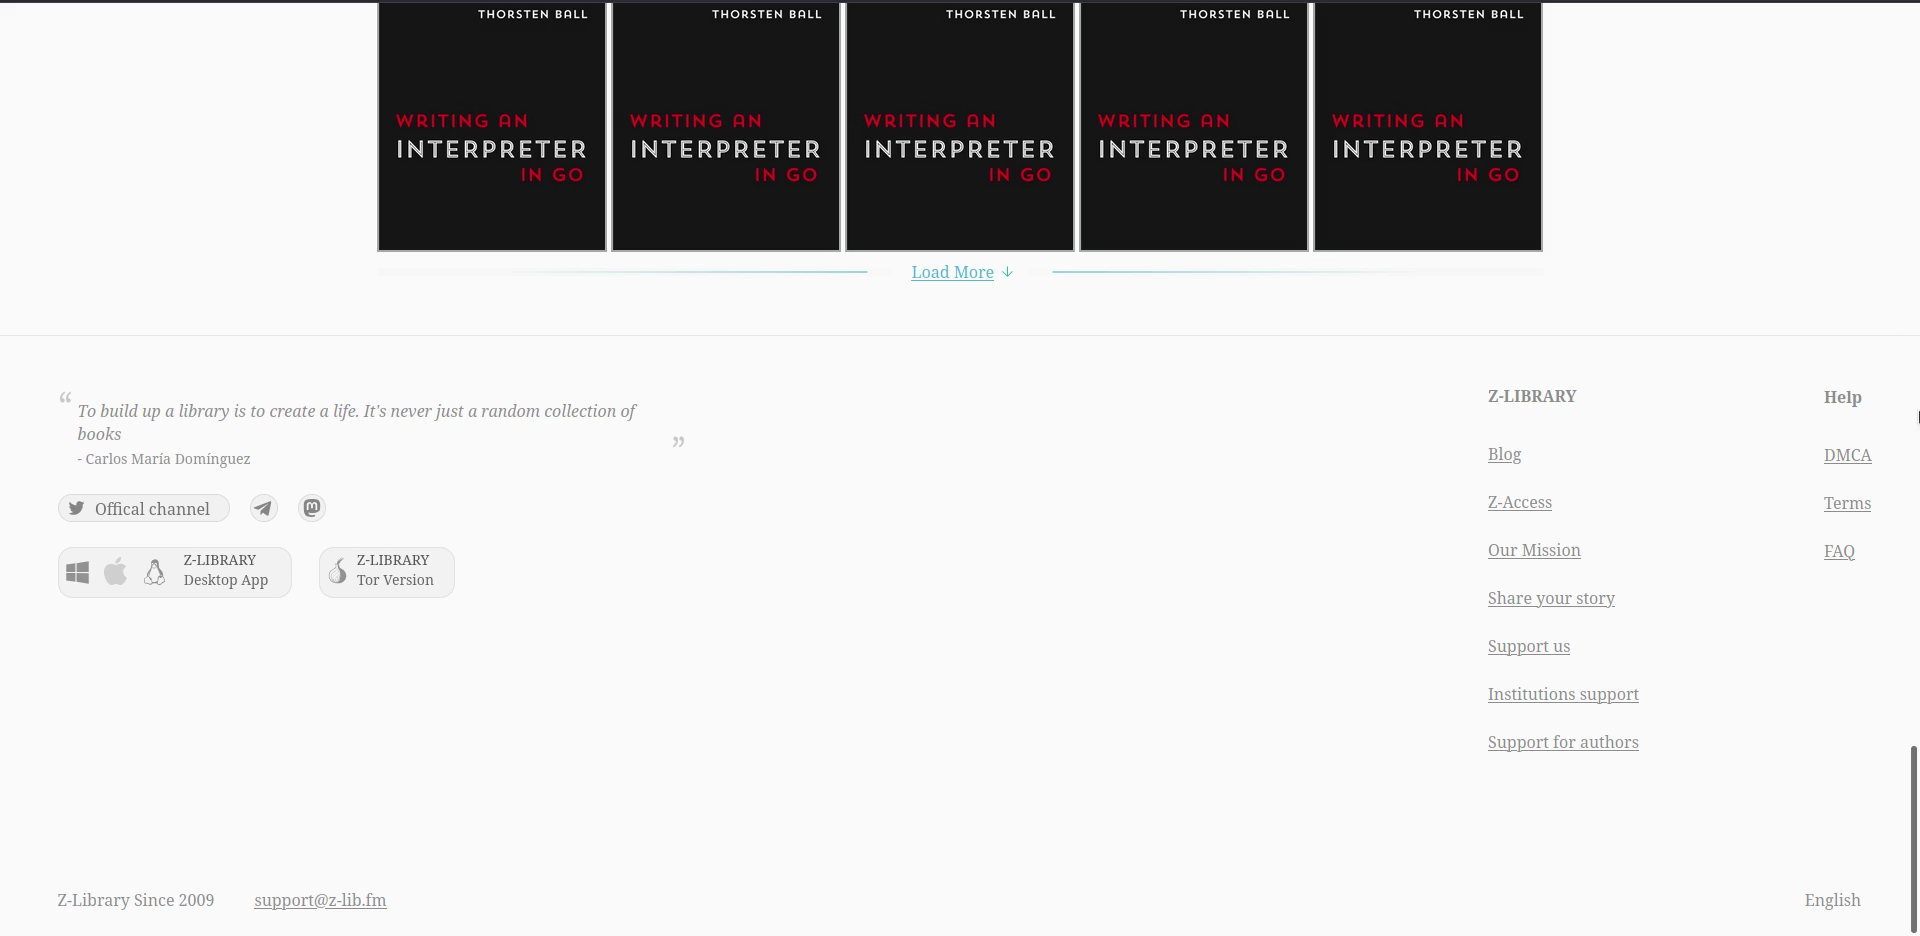 THORSTEN BALL THORSTEN BALL THORSTEN BALL THORSTEN BALL THORSTEN BALL
WRITING AN WRITING AN WRITING AN WRITING AN WRITING AN
INTERPRETER INTERPRETER INTERPRETER INTERPRETER INTERPRETER
IN GO IN GO IN GO IN GO IN GO
Load More ↓
“ To build up a library is to create a life. It's never just a random collection of
books ”
- Carlos María Domínguez
Offical channel
Z-LIBRARY
Desktop App
Z-LIBRARY
Tor Version
Z-LIBRARY
Blog
Z-Access
Our Mission
Share your story
Support us
Institutions support
Support for authors
Help
DMCA
Terms
FAQ
Z-Library Since 2009 support@z-lib.fm English